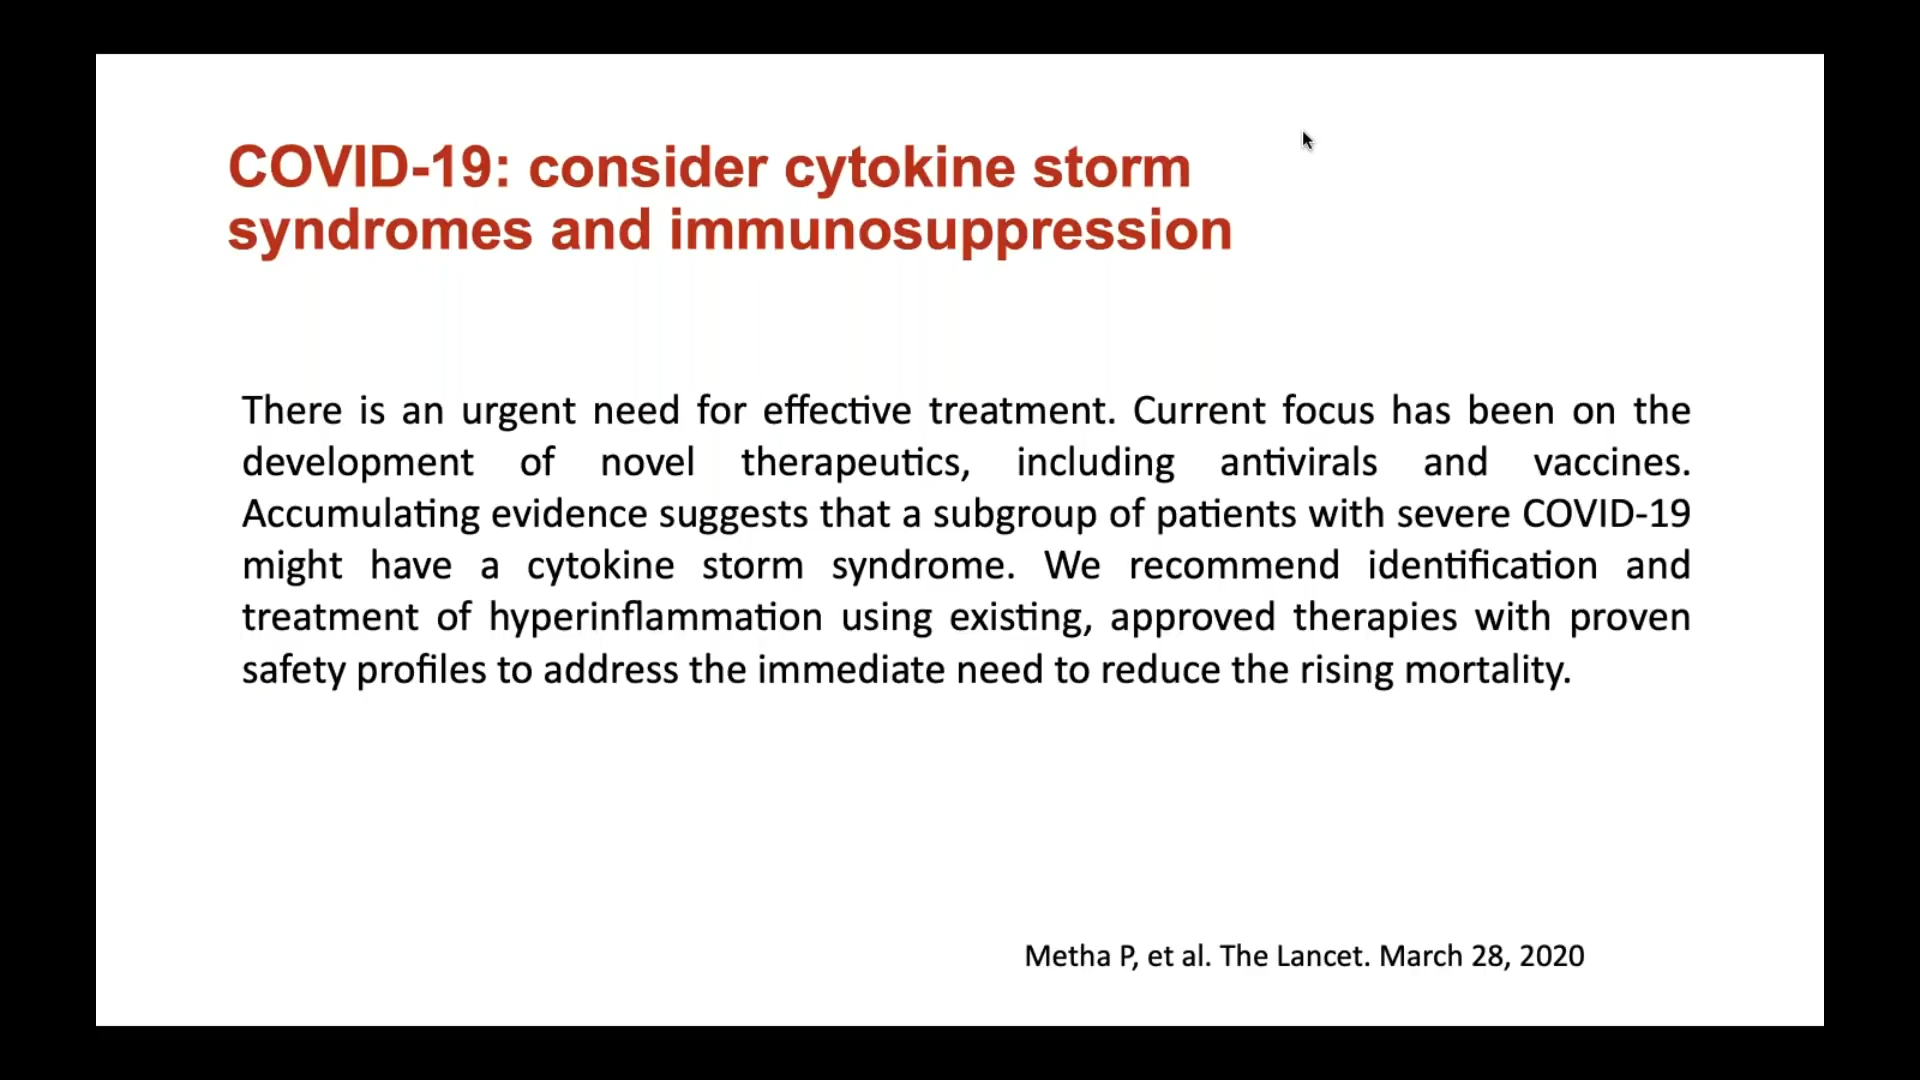 COVID-19: consider cytokine storm
syndromes and immunosuppression
There is an urgent need for effective treatment. Current focus has been on the
development of novel therapeutics, including antivirals and vaccines.
Accumulating evidence suggests that a subgroup of patients with severe COVID-19
might have a cytokine storm syndrome. We recommend identification and
treatment of hyperinflammation using existing, approved therapies with proven
safety profiles to address the immediate need to reduce the rising mortality.
Metha P, et al. The Lancet. March 28, 2020